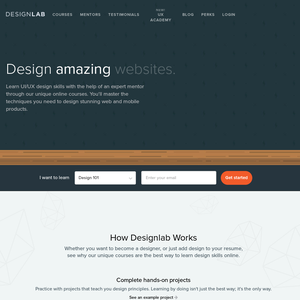 DESIGNLAB
COURSES
MENTORS
TESTIMONIALS
UX
ACADEMY
BLOG
PERKS
LOGIN
Design amazing websites.
Learn UI/UX design skills with the help of an expert mentor
through our unique online courses. You'll master the
techniques you need to design stunning web and mobile
products.
I want to learn
Design 101
Enter your email
Get started
How Designlab Works
Whether you want to become a designer, or just add design to your resume,
see why our unique courses are the best way to learn design skills online.
Complete hands-on projects
Practice with projects that teach you design principles. Learning by doing isn't just the best way; it's the only way.
See an example project —